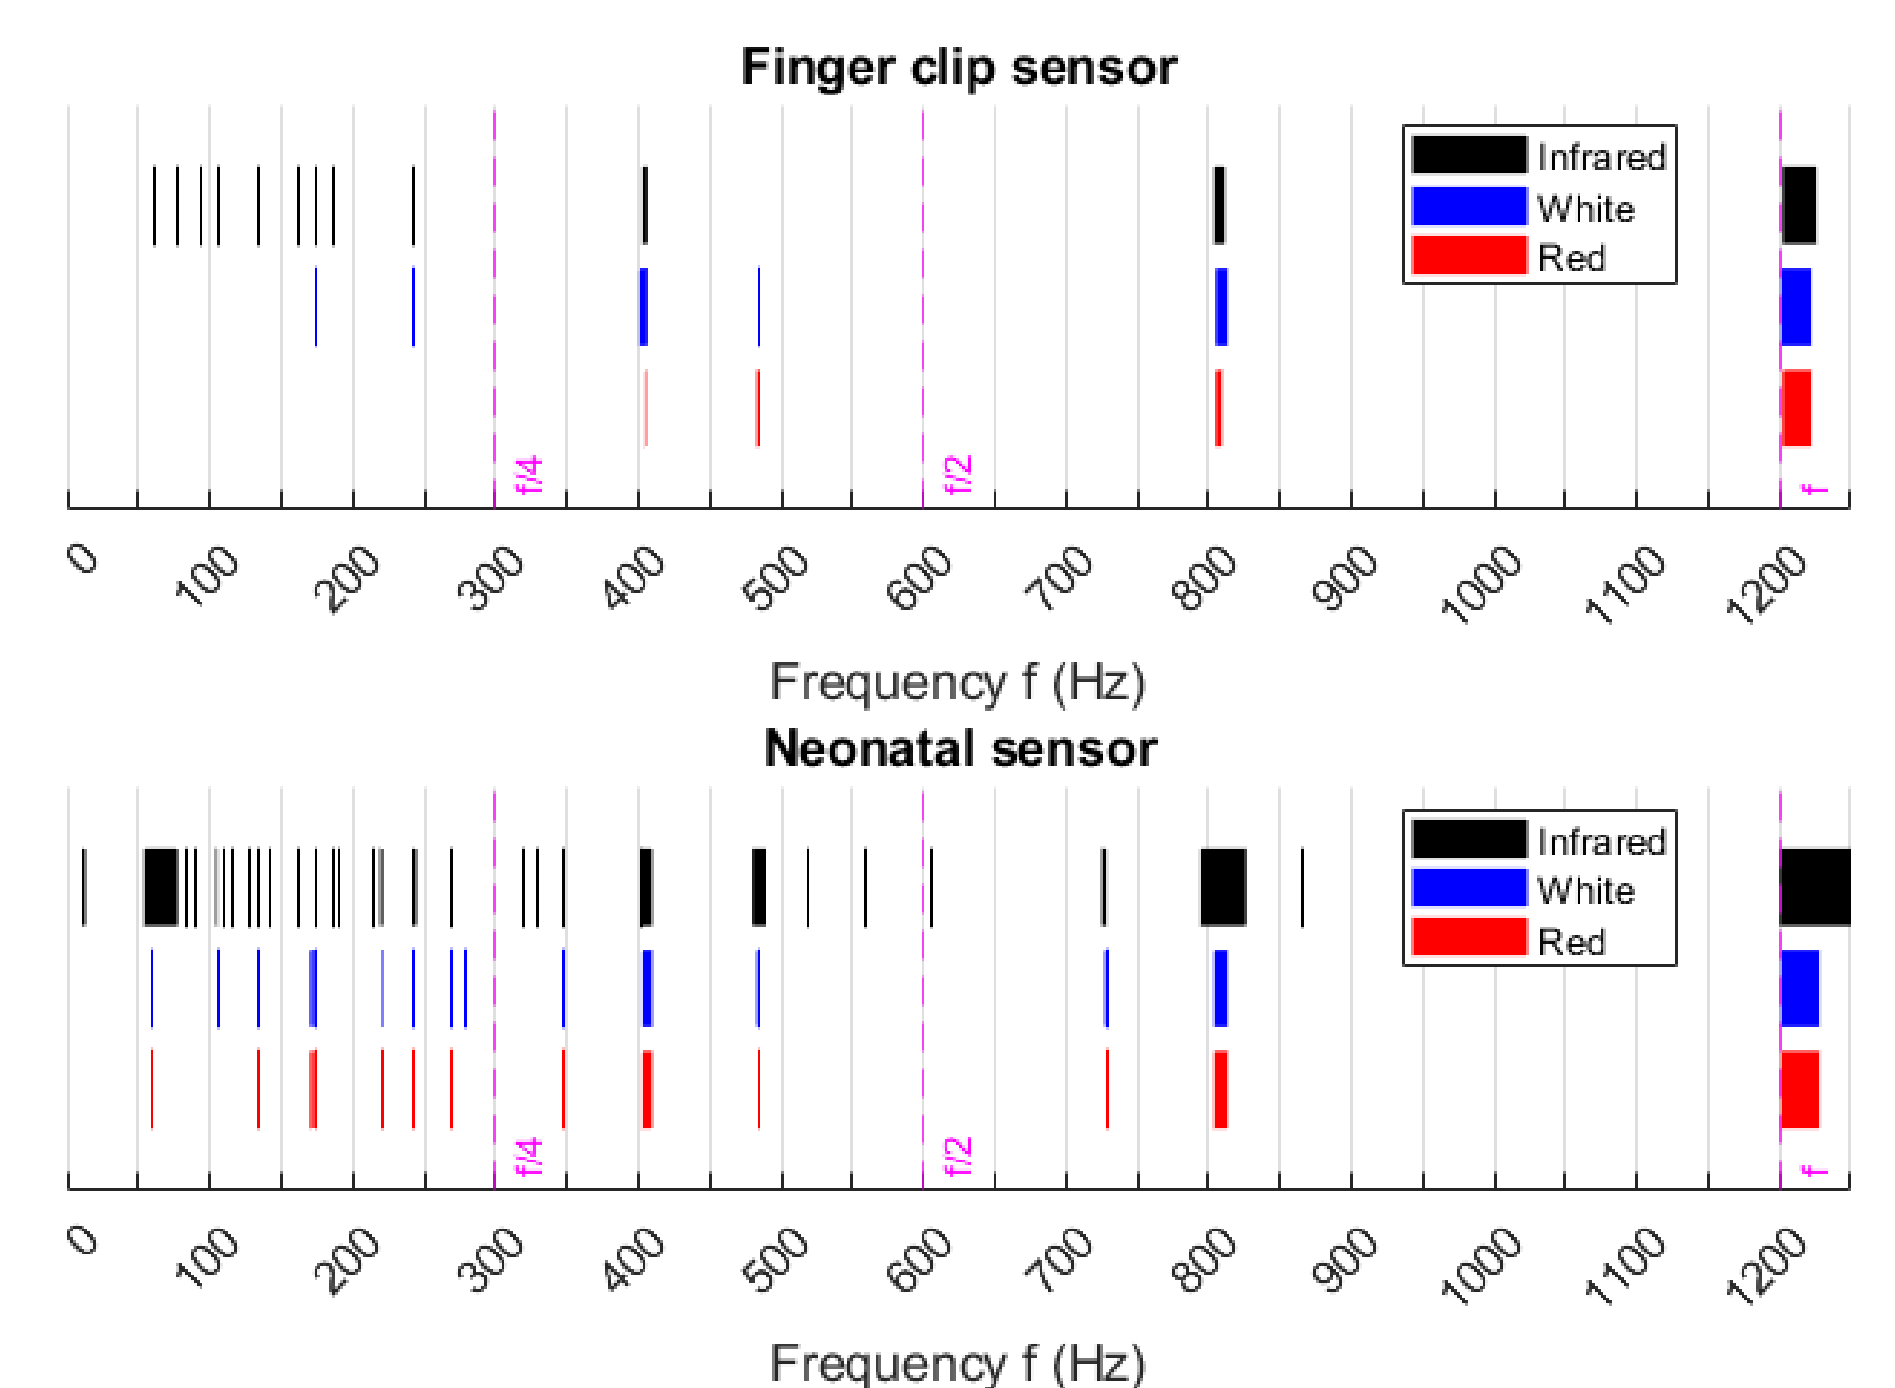 Finger clip sensor
Infrared
White
Red
f/4
f/2
f
0 100 200 300 400 500 600 700 800 900 1000 1100 1200
Frequency f (Hz)
Neonatal sensor
Infrared
White
Red
f/4
f/2
f
0 100 200 300 400 500 600 700 800 900 1000 1100 1200
Frequency f (Hz)